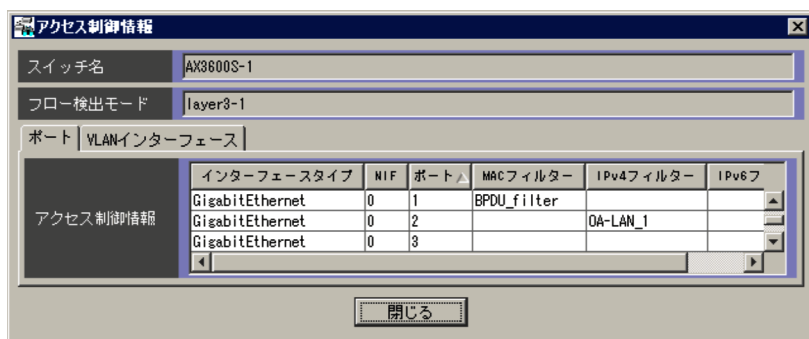 アクセス制御情報
スイッチ名 AX3600S-1
フロー検出モード layer3-1
ポート VLANインターフェース
インターフェースタイプ NIF ポート MACフィルター IPv4フィルター IPv6フ
アクセス制御情報
GigabitEthernet 0 1 BPDU_filter
GigabitEthernet 0 2 OA-LAN_1
GigabitEthernet 0 3
閉じる